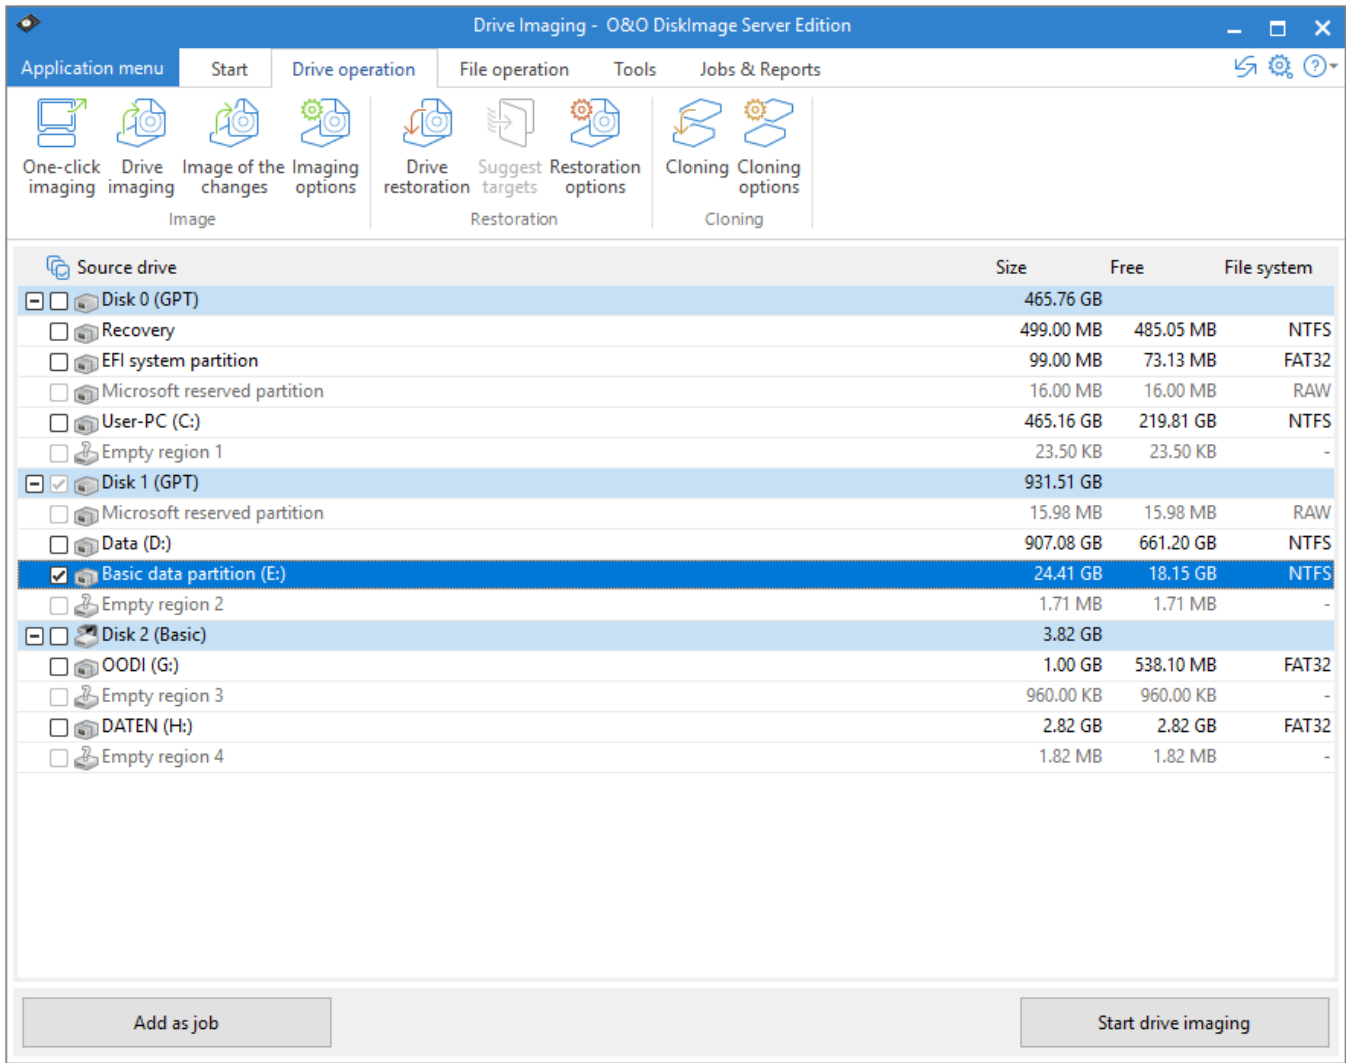 Drive Imaging - O&O DiskImage Server Edition
Application menu Start Drive operation File operation Tools Jobs & Reports
One-click Drive Image of the Imaging Drive Suggest Restoration Cloning Cloning
imaging imaging changes options restoration targets options options
Image Restoration Cloning
Source drive Size Free File system
Disk 0 (GPT) 465.76 GB
Recovery 499.00 MB 485.05 MB NTFS
EFI system partition 99.00 MB 73.13 MB FAT32
Microsoft reserved partition 16.00 MB 16.00 MB RAW
User-PC (C:) 465.16 GB 219.81 GB NTFS
Empty region 1 23.50 KB 23.50 KB -
Disk 1 (GPT) 931.51 GB
Microsoft reserved partition 15.98 MB 15.98 MB RAW
Data (D:) 907.08 GB 661.20 GB NTFS
Basic data partition (E:) 24.41 GB 18.15 GB NTFS
Empty region 2 1.71 MB 1.71 MB -
Disk 2 (Basic) 3.82 GB
OODI (G:) 1.00 GB 538.10 MB FAT32
Empty region 3 960.00 KB 960.00 KB -
DATEN (H:) 2.82 GB 2.82 GB FAT32
Empty region 4 1.82 MB 1.82 MB -
Add as job Start drive imaging